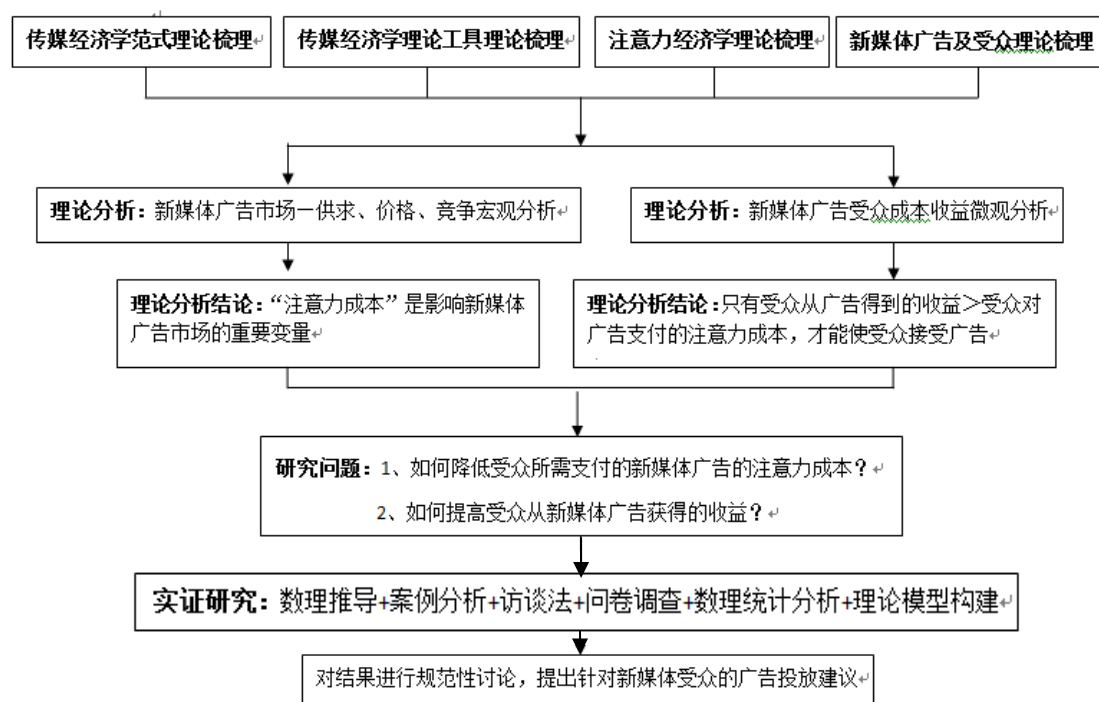 传媒经济学范式理论梳理
传媒经济学理论工具理论梳理
注意力经济学理论梳理
新媒体广告及受众理论梳理
理论分析：新媒体广告市场—供求、价格、竞争宏观分析
理论分析：新媒体广告受众成本收益微观分析
理论分析结论：“注意力成本”是影响新媒体
广告市场的重要变量
理论分析结论:只有受众从广告得到的收益＞受众对
广告支付的注意力成本，才能使受众接受广告
研究问题：1、如何降低受众所需支付的新媒体广告的注意力成本？
2、如何提高受众从新媒体广告获得的收益？
实证研究：数理推导+案例分析+访谈法+问卷调查+数理统计分析+理论模型构建
对结果进行规范性讨论，提出针对新媒体受众的广告投放建议